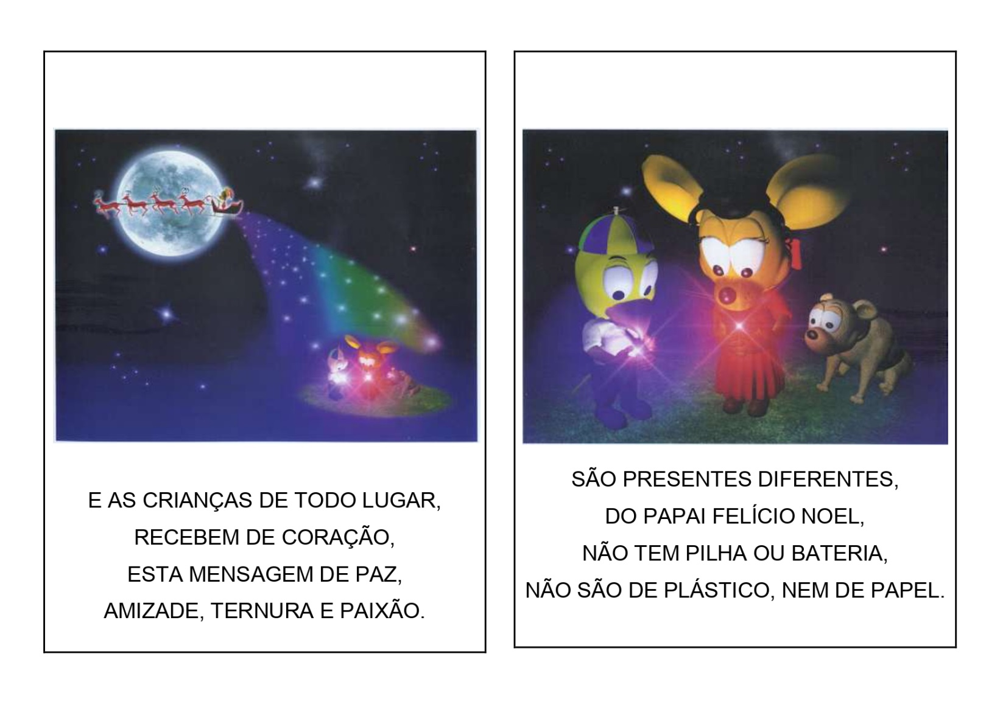 E AS CRIANÇAS DE TODO LUGAR,
RECEBEM DE CORAÇÃO,
ESTA MENSAGEM DE PAZ,
AMIZADE, TERNURA E PAIXÃO.
SÃO PRESENTES DIFERENTES,
DO PAPAI FELÍCIO NOEL,
NÃO TEM PILHA OU BATERIA,
NÃO SÃO DE PLÁSTICO, NEM DE PAPEL.